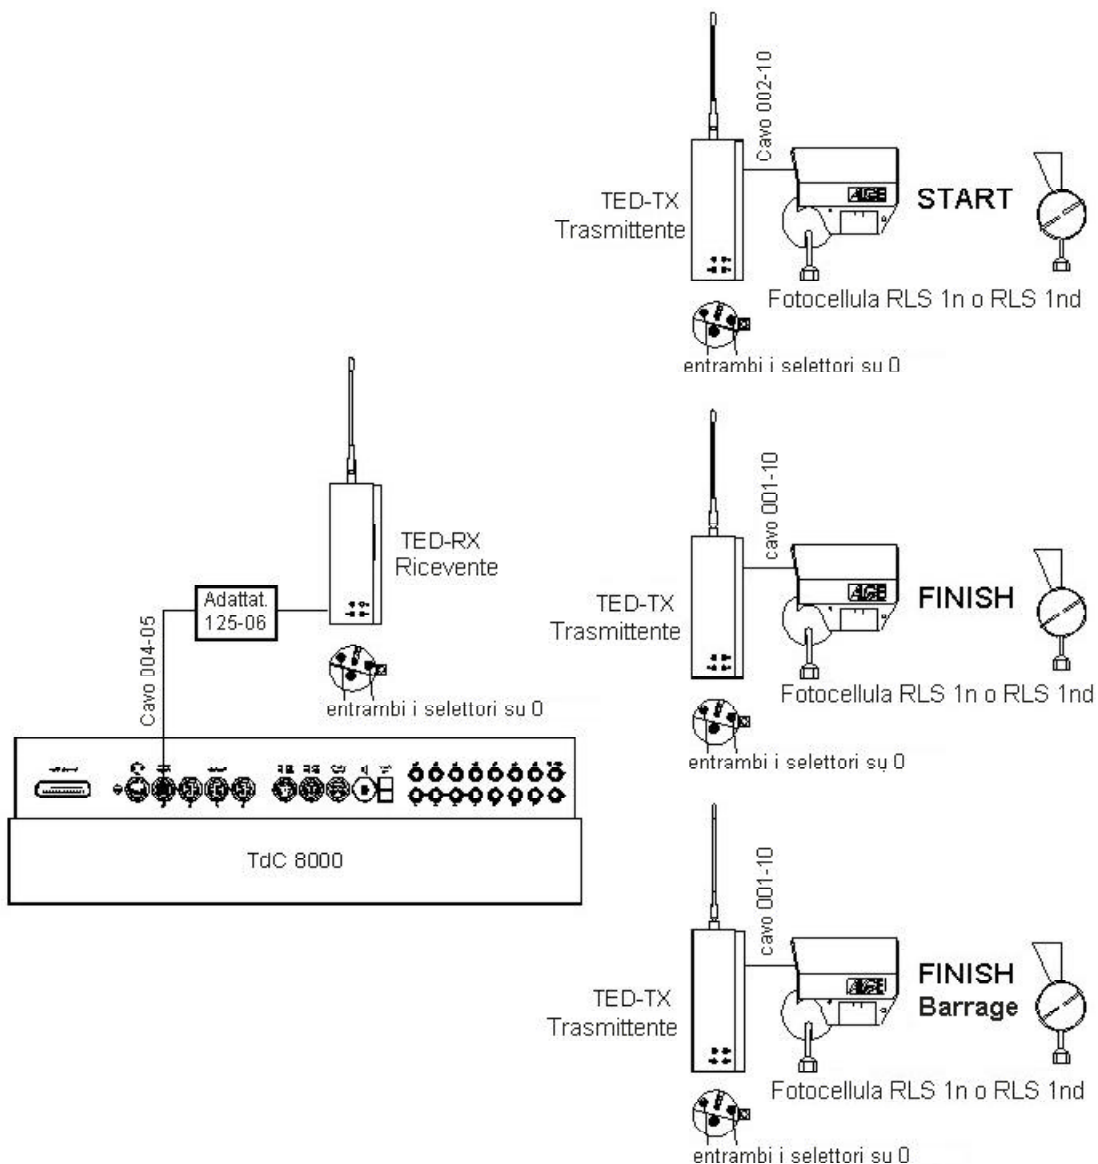 Cavo 002-10
TED-TX
Trasmittente
ALGE
START
Fotocellula RLS 1n o RLS 1nd
entrambi i selettori su 0
cavo 001-10
TED-TX
Trasmittente
ALGE
FINISH
Fotocellula RLS 1n o RLS 1nd
entrambi i selettori su 0
TED-RX
Ricevente
Adattat.
125-06
Cavo 004-05
entrambi i selettori su 0
TdC 8000
cavo 001-10
TED-TX
Trasmittente
ALGE
FINISH
Barrage
Fotocellula RLS 1n o RLS 1nd
entrambi i selettori su 0